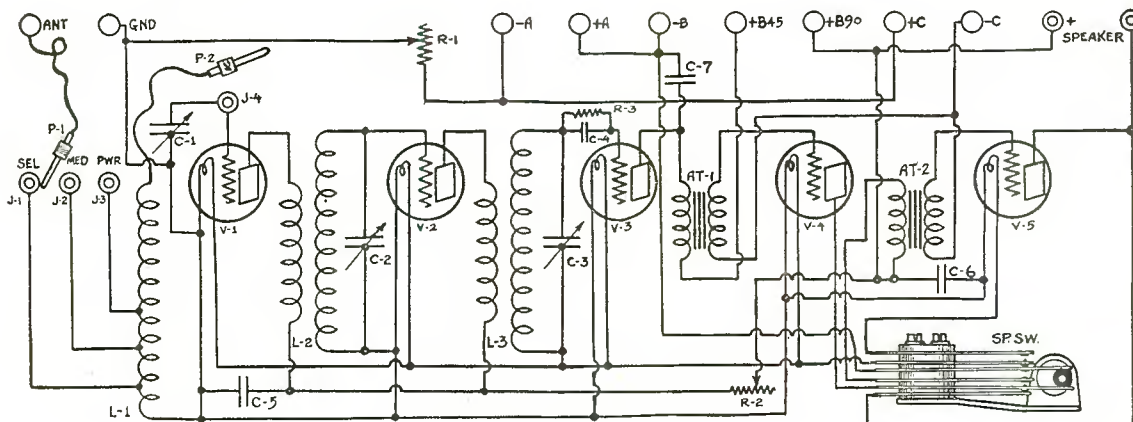 ANT
GND
-A
+A
-B
+B45
+B90
+C
-C
+
SPEAKER
R-1
P-2
C-7
J-4
R-3
P-1
C-1
C-4
SEL
MED
PWR
J-1
J-2
J-3
AT-1
AT-2
V-1
V-2
V-3
V-4
V-5
C-2
C-3
C-6
L-2
L-3
SP.SW.
L-1
C-5
R-2